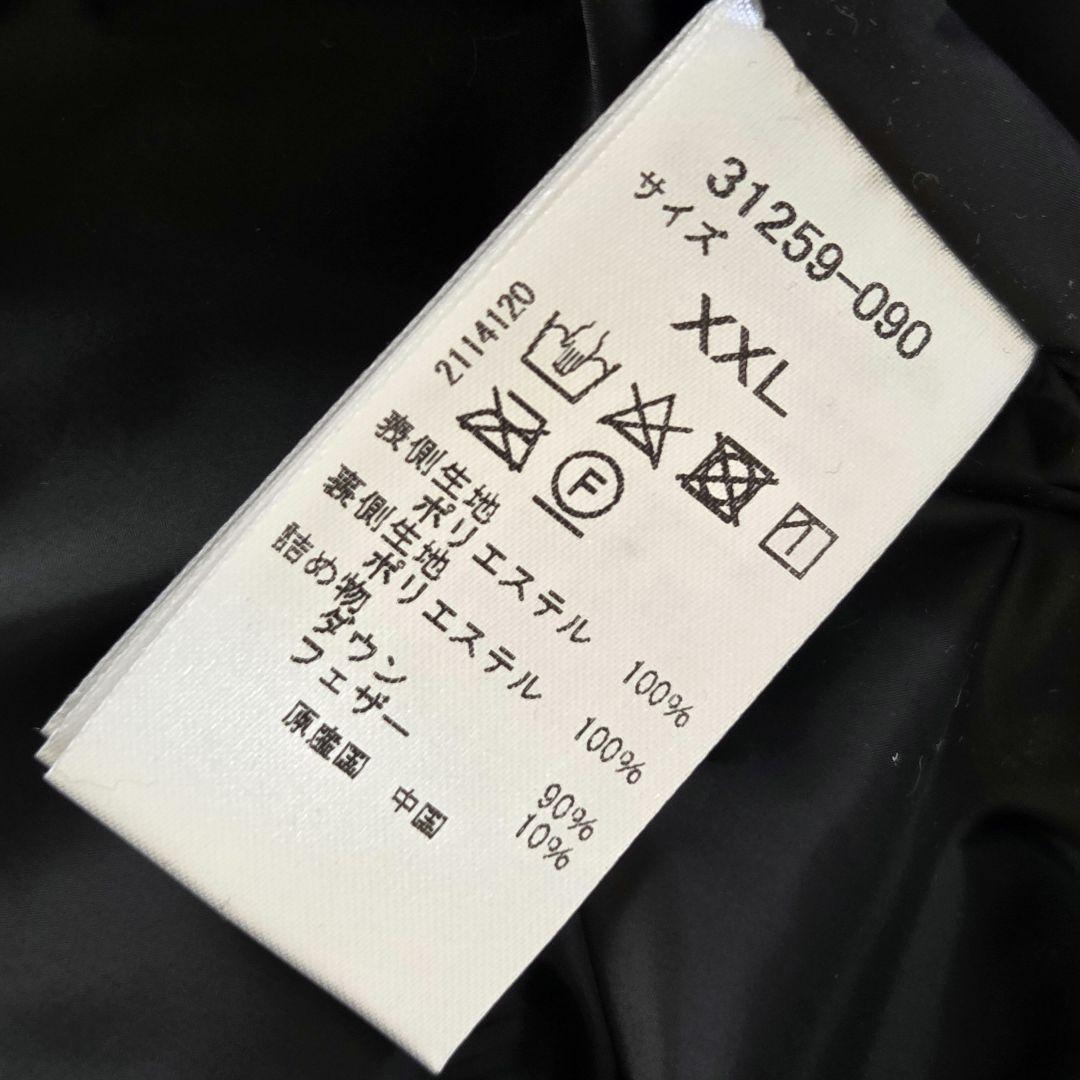 31259-090
サイズ
XXL
2114120
F
表側生地
ポリエステル 100%
裏側生地
ポリエステル 100%
詰め物
ダウン 90%
フェザー 10%
原産国 中国